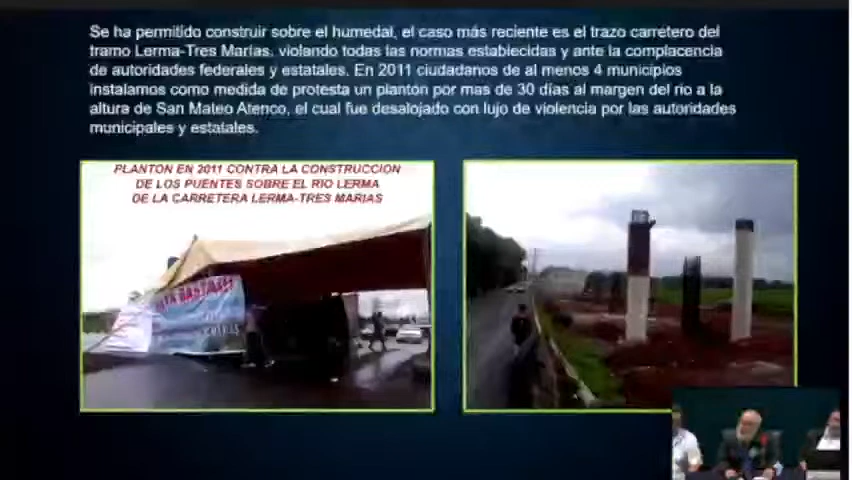 Se ha permitido construir sobre el humedal, el caso más reciente es el trazo carretero del
tramo Lerma-Tres Marías, violando todas las normas establecidas y ante la complacencia
de autoridades federales y estatales. En 2011 ciudadanos de al menos 4 municipios
instalamos como medida de protesta un planton por mas de 30 días al margen del río a la
altura de San Mateo Atenco, el cual fue desalojado con lujo de violencia por las autoridades
municipales y estatales.
PLANTON EN 2011 CONTRA LA CONSTRUCCION
DE LOS PUENTES SOBRE EL RIO LERMA
DE LA CARRETERA LERMA-TRES MARIAS